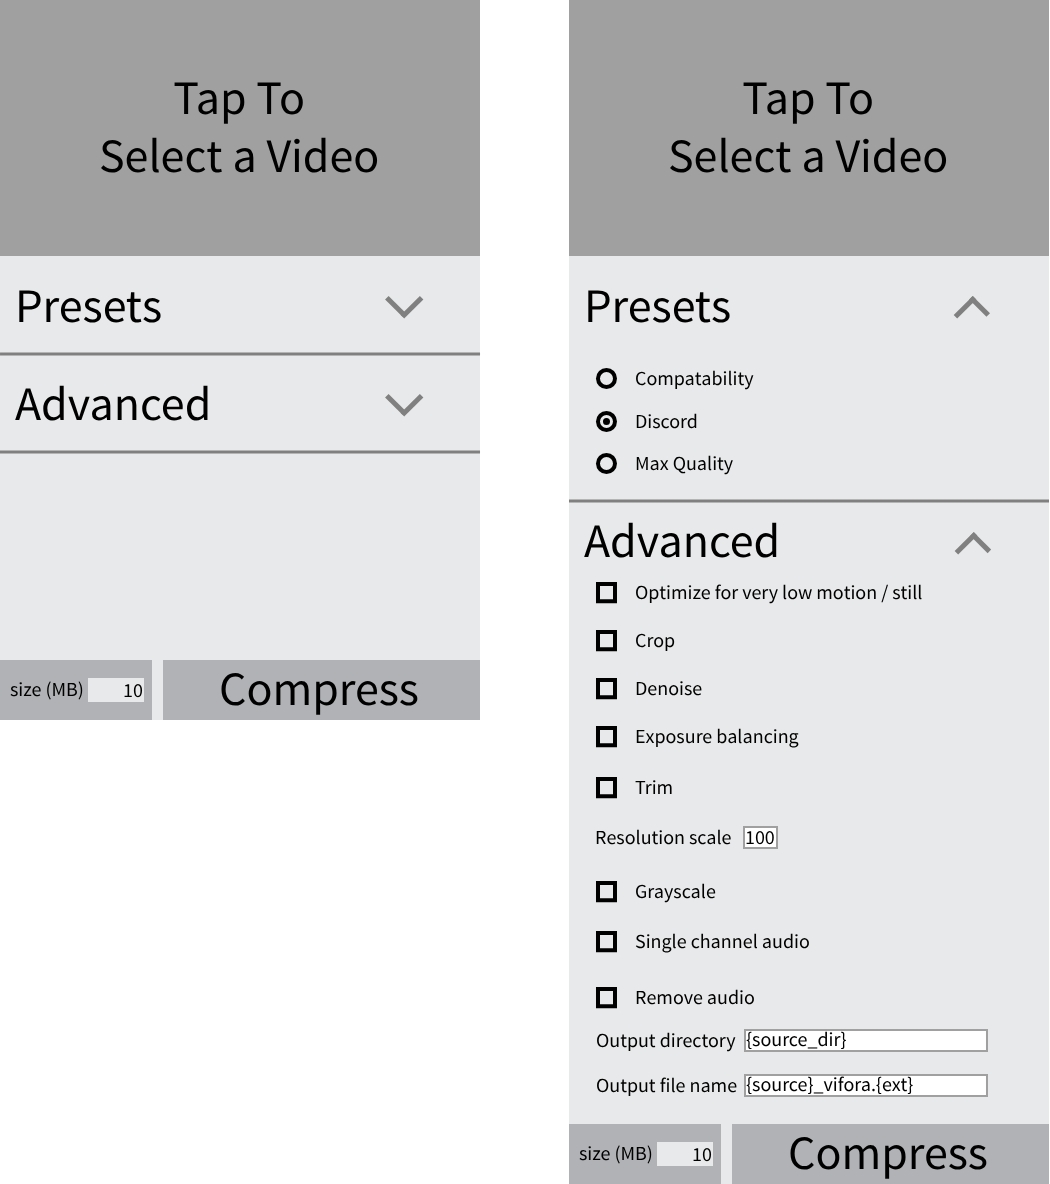 Tap To
Select a Video
Presets
Advanced
size (MB) 10
Compress
Tap To
Select a Video
Presets
Compatability
Discord
Max Quality
Advanced
Optimize for very low motion / still
Crop
Denoise
Exposure balancing
Trim
Resolution scale 100
Grayscale
Single channel audio
Remove audio
Output directory {source_dir}
Output file name {source}_vifora.{ext}
size (MB) 10
Compress